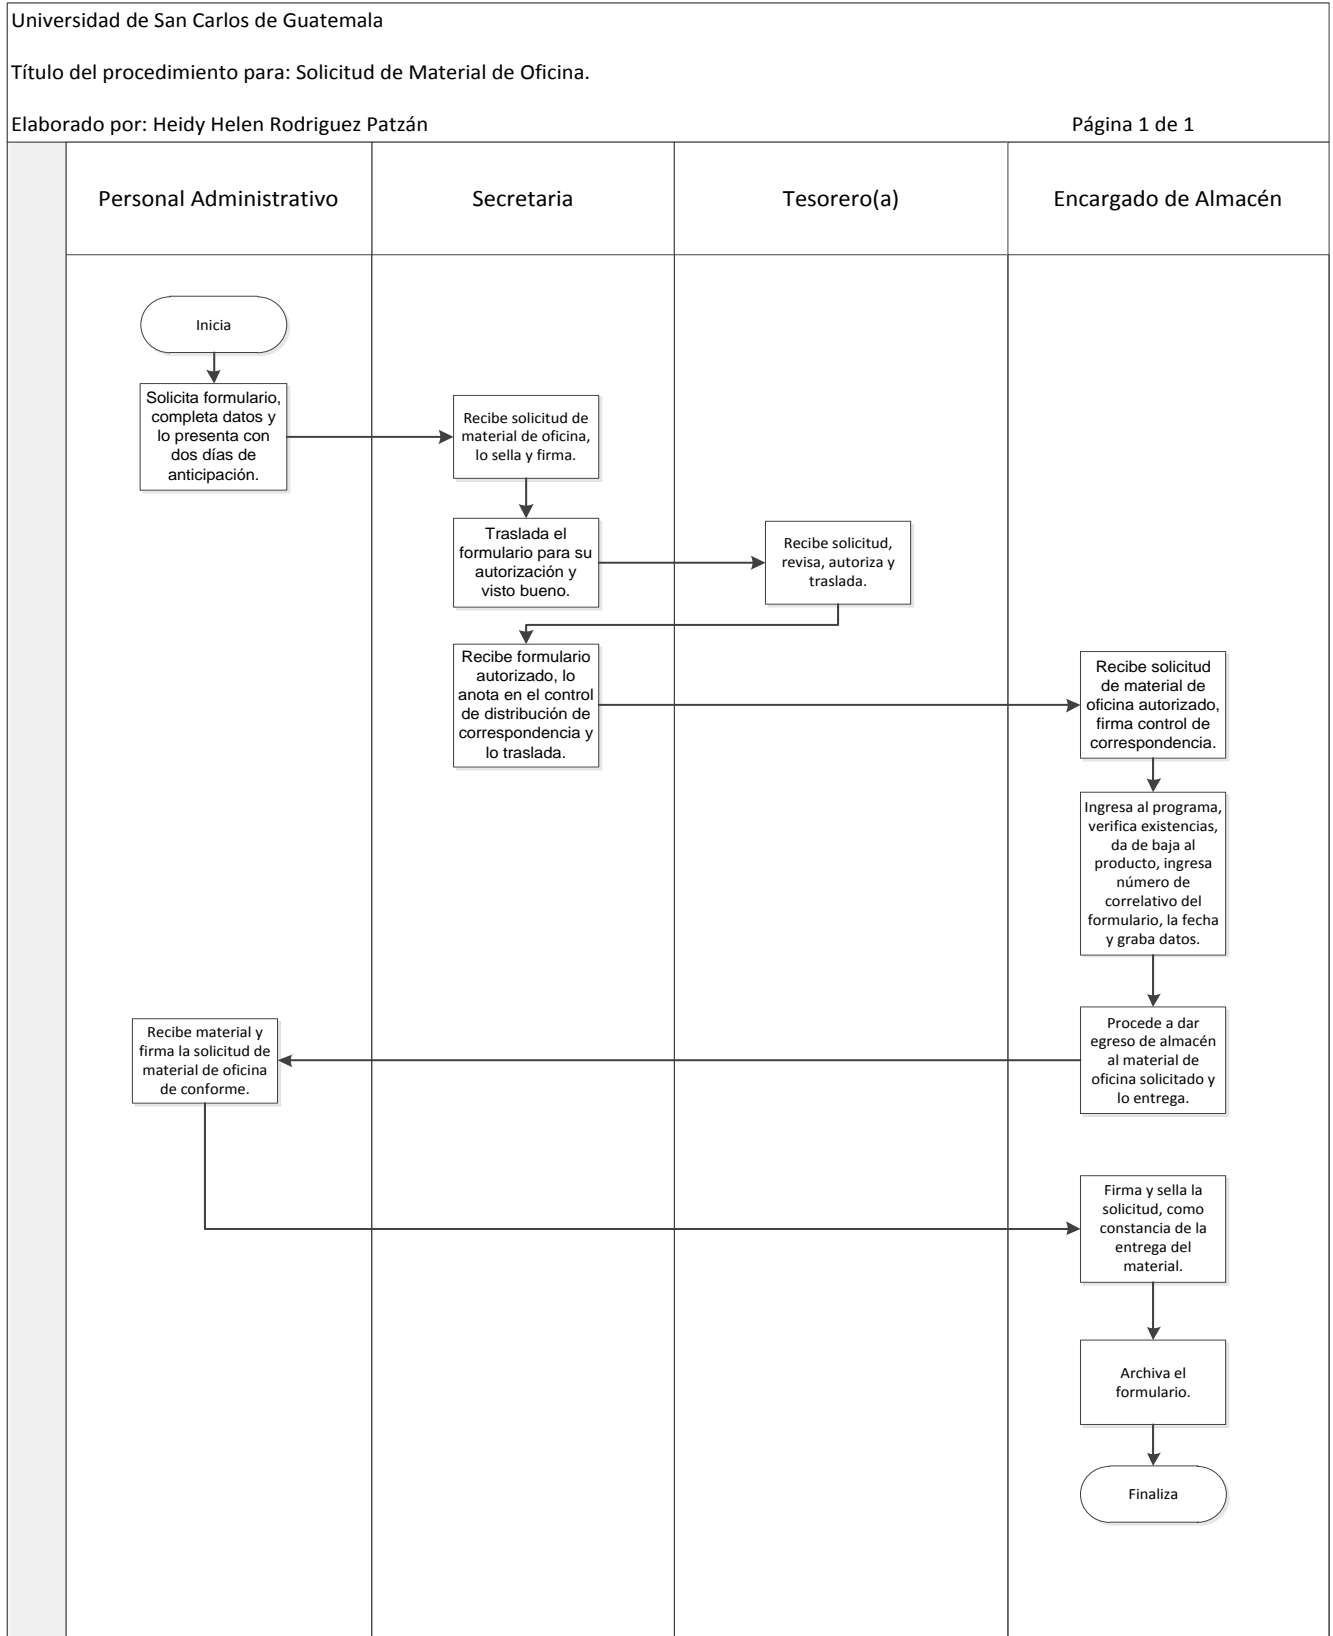 Universidad de San Carlos de Guatemala
Título del procedimiento para: Solicitud de Material de Oficina.
Elaborado por: Heidy Helen Rodriguez Patzán
Página 1 de 1
Personal Administrativo
Secretaria
Tesorero(a)
Encargado de Almacén
Inicia
Solicita formulario,
completa datos y
lo presenta con
dos días de
anticipación.
Recibe solicitud de
material de oficina,
lo sella y firma.
Traslada el
formulario para su
autorización y
visto bueno.
Recibe solicitud,
revisa, autoriza y
traslada.
Recibe formulario
autorizado, lo
anota en el control
de distribución de
correspondencia y
lo traslada.
Recibe solicitud
de material de
oficina autorizado,
firma control de
correspondencia.
Ingresa al programa,
verifica existencias,
da de baja al
producto, ingresa
número de
correlativo del
formulario, la fecha
y graba datos.
Procede a dar
egreso de almacén
al material de
oficina solicitado y
lo entrega.
Recibe material y
firma la solicitud de
material de oficina
de conforme.
Firma y sella la
solicitud, como
constancia de la
entrega del
material.
Archiva el
formulario.
Finaliza